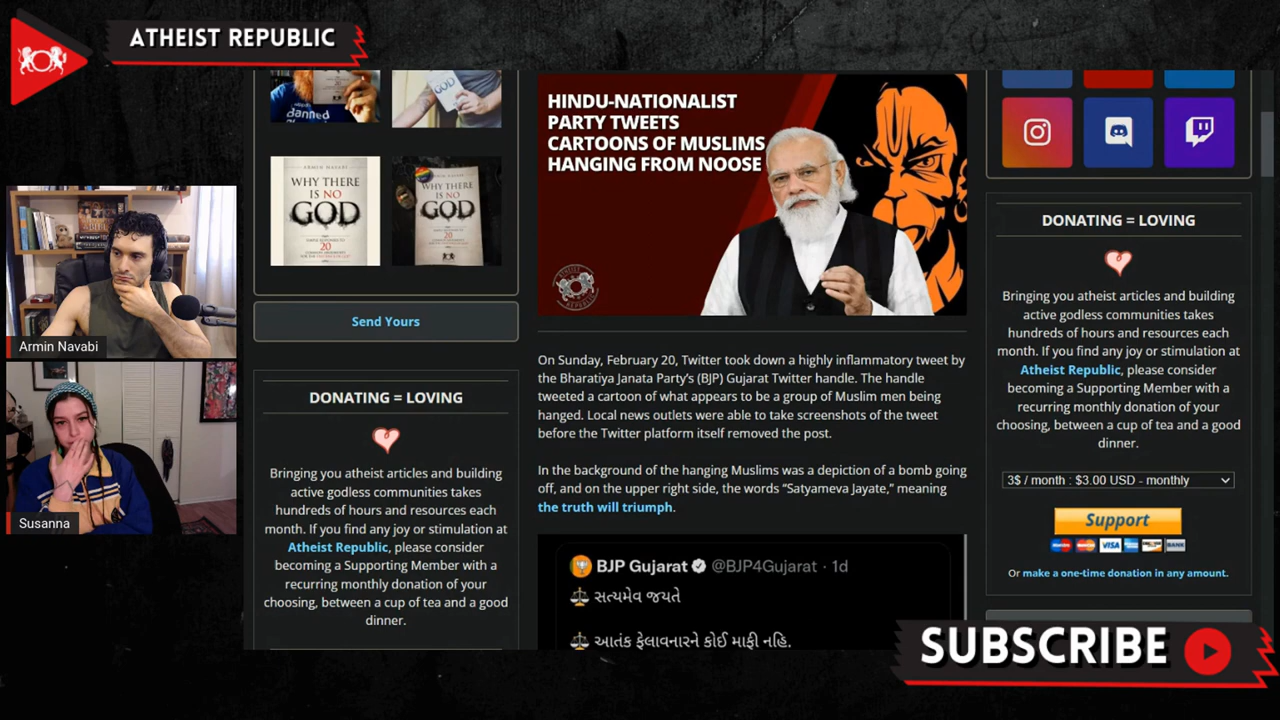 ATHEIST REPUBLIC
Armin Navabi
Susanna
danned
GOD
ARMIN NAVABI
WHY THERE
IS NO
GOD
20
WHY THERE
IS NO
GOD
20
Send Yours
DONATING = LOVING
Bringing you atheist articles and building
active godless communities takes
hundreds of hours and resources each
month. If you find any joy or stimulation at
Atheist Republic, please consider
becoming a Supporting Member with a
recurring monthly donation of your
choosing, between a cup of tea and a good
dinner.
HINDU-NATIONALIST
PARTY TWEETS
CARTOONS OF MUSLIMS
HANGING FROM NOOSE
ATHEIST
REPUBLIC
On Sunday, February 20, Twitter took down a highly inflammatory tweet by
the Bharatiya Janata Party's (BJP) Gujarat Twitter handle. The handle
tweeted a cartoon of what appears to be a group of Muslim men being
hanged. Local news outlets were able to take screenshots of the tweet
before the Twitter platform itself removed the post.
In the background of the hanging Muslims was a depiction of a bomb going
off, and on the upper right side, the words “Satyameva Jayate,” meaning
the truth will triumph.
BJP Gujarat @BJP4Gujarat · 1d
સત્યમેવ જયતે
આતંક ફેલાવનારને કોઈ માફી નહિ.
DONATING = LOVING
Bringing you atheist articles and building
active godless communities takes
hundreds of hours and resources each
month. If you find any joy or stimulation at
Atheist Republic, please consider
becoming a Supporting Member with a
recurring monthly donation of your
choosing, between a cup of tea and a good
dinner.
3$ / month : $3.00 USD - monthly
Support
VISA
BANK
Or make a one-time donation in any amount.
SUBSCRIBE